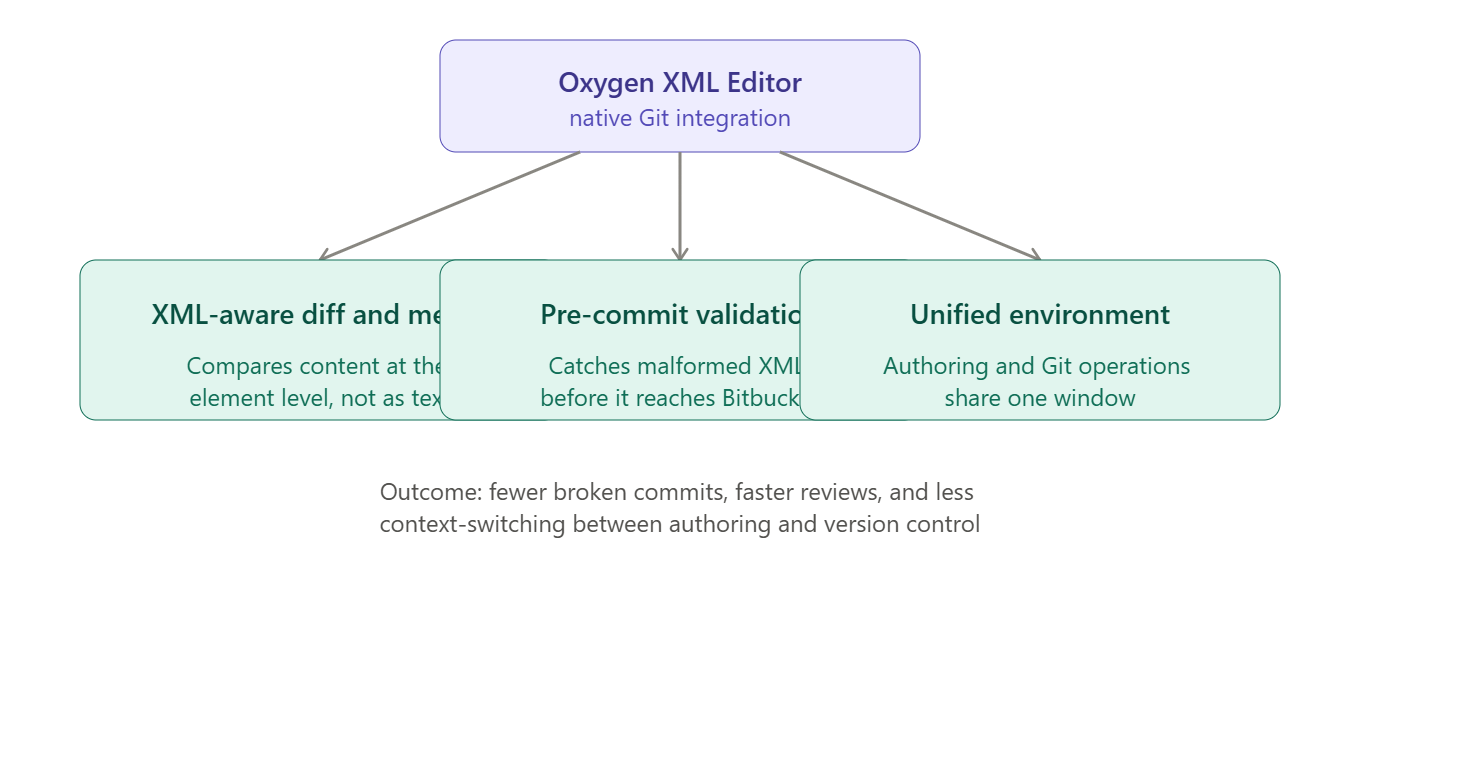 Oxygen XML Editor
native Git integration
XML-aware diff and me
Compares content at the
element level, not as tex
Pre-commit validatio
Catches malformed XML
before it reaches Bitbuck
Unified environment
Authoring and Git operations
share one window
Outcome: fewer broken commits, faster reviews, and less
context-switching between authoring and version control